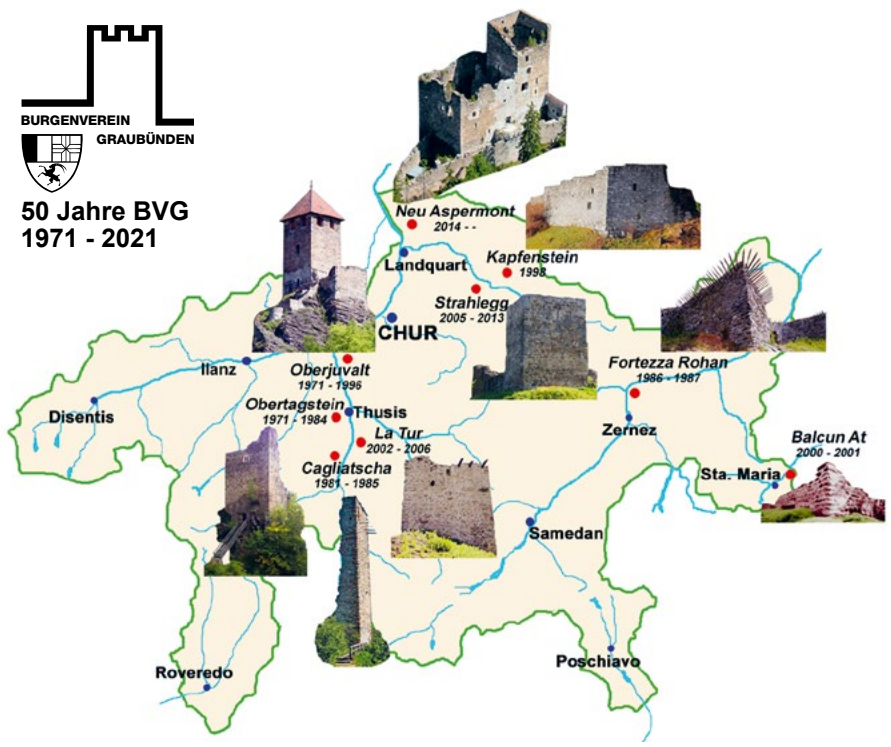 BURGENVEREIN
GRAUBÜNDEN
50 Jahre BVG
1971 - 2021
Neu Aspermont
2014 - -
Landquart
Kapfenstein
1998
Strahlegg
2005 - 2013
CHUR
Ilanz
Oberjuvalt
1971 - 1996
Fortezza Rohan
1986 - 1987
Disentis
Obertagstein
1971 - 1984
Thusis
Zernez
La Tur
2002 - 2006
Balcun At
2000 - 2001
Cagliatscha
1981 - 1985
Sta. Maria
Samedan
Roveredo
Poschiavo